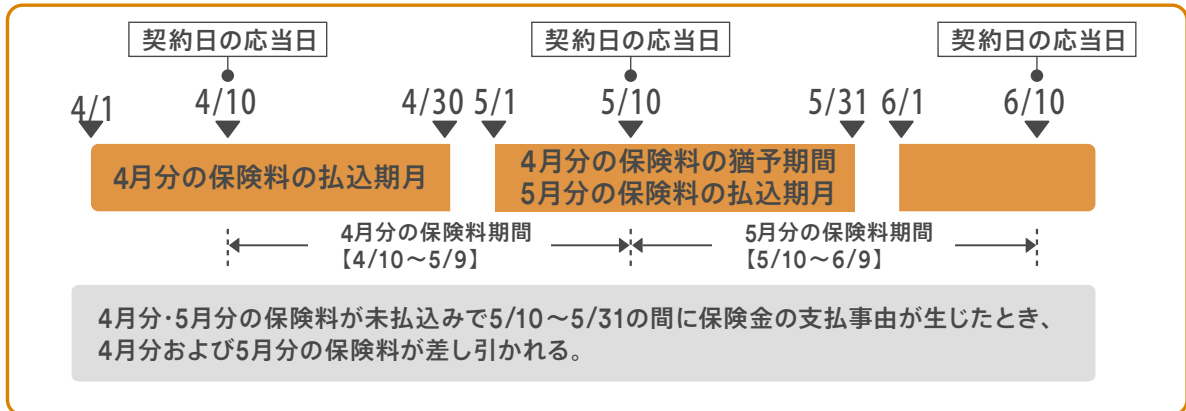 契約日の応当日 契約日の応当日 契約日の応当日
4/1 4/10 4/30 5/1 5/10 5/31 6/1 6/10
4月分の保険料の払込期月
4月分の保険料の猶予期間
5月分の保険料の払込期月
4月分の保険料期間
【4/10〜5/9】
5月分の保険料期間
【5/10〜6/9】
4月分・5月分の保険料が未払込みで5/10〜5/31の間に保険金の支払事由が生じたとき、
4月分および5月分の保険料が差し引かれる。